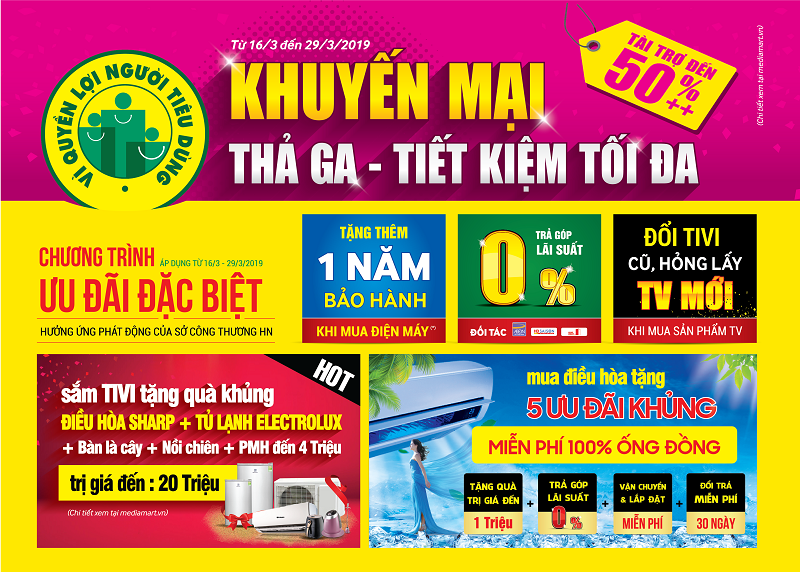 Từ 16/3 đến 29/3/2019
KHUYẾN MẠI
THẢ GA - TIẾT KIỆM TỐI ĐA
VÌ QUYỀN LỢI NGƯỜI TIÊU DÙNG
TÀI TRỢ ĐẾN
50%++
(Chi tiết xem tại mediamart.vn)
CHƯƠNG TRÌNH
ÁP DỤNG TỪ 16/3 - 29/3/2019
ƯU ĐÃI ĐẶC BIỆT
HƯỞNG ỨNG PHÁT ĐỘNG CỦA SỞ CÔNG THƯƠNG HN
TẶNG THÊM
1 NĂM
BẢO HÀNH
KHI MUA ĐIỆN MÁY(*)
TRẢ GÓP
LÃI SUẤT
0%
ĐỐI TÁC
ĐỔI TIVI
CŨ, HỎNG LẤY
TV MỚI
KHI MUA SẢN PHẨM TV
HOT
sắm TIVI tặng quà khủng
ĐIỀU HÒA SHARP + TỦ LẠNH ELECTROLUX
+ Bàn là cây + Nồi chiên + PMH đến 4 Triệu
trị giá đến : 20 Triệu
(Chi tiết xem tại mediamart.vn)
mua điều hòa tặng
5 ƯU ĐÃI KHỦNG
MIỄN PHÍ 100% ỐNG ĐỒNG
TẶNG QUÀ
TRỊ GIÁ ĐẾN
1 Triệu
+
TRẢ GÓP
LÃI SUẤT
0%
+
VẬN CHUYỂN
& LẮP ĐẶT
MIỄN PHÍ
+
ĐỔI TRẢ
MIỄN PHÍ
30 NGÀY